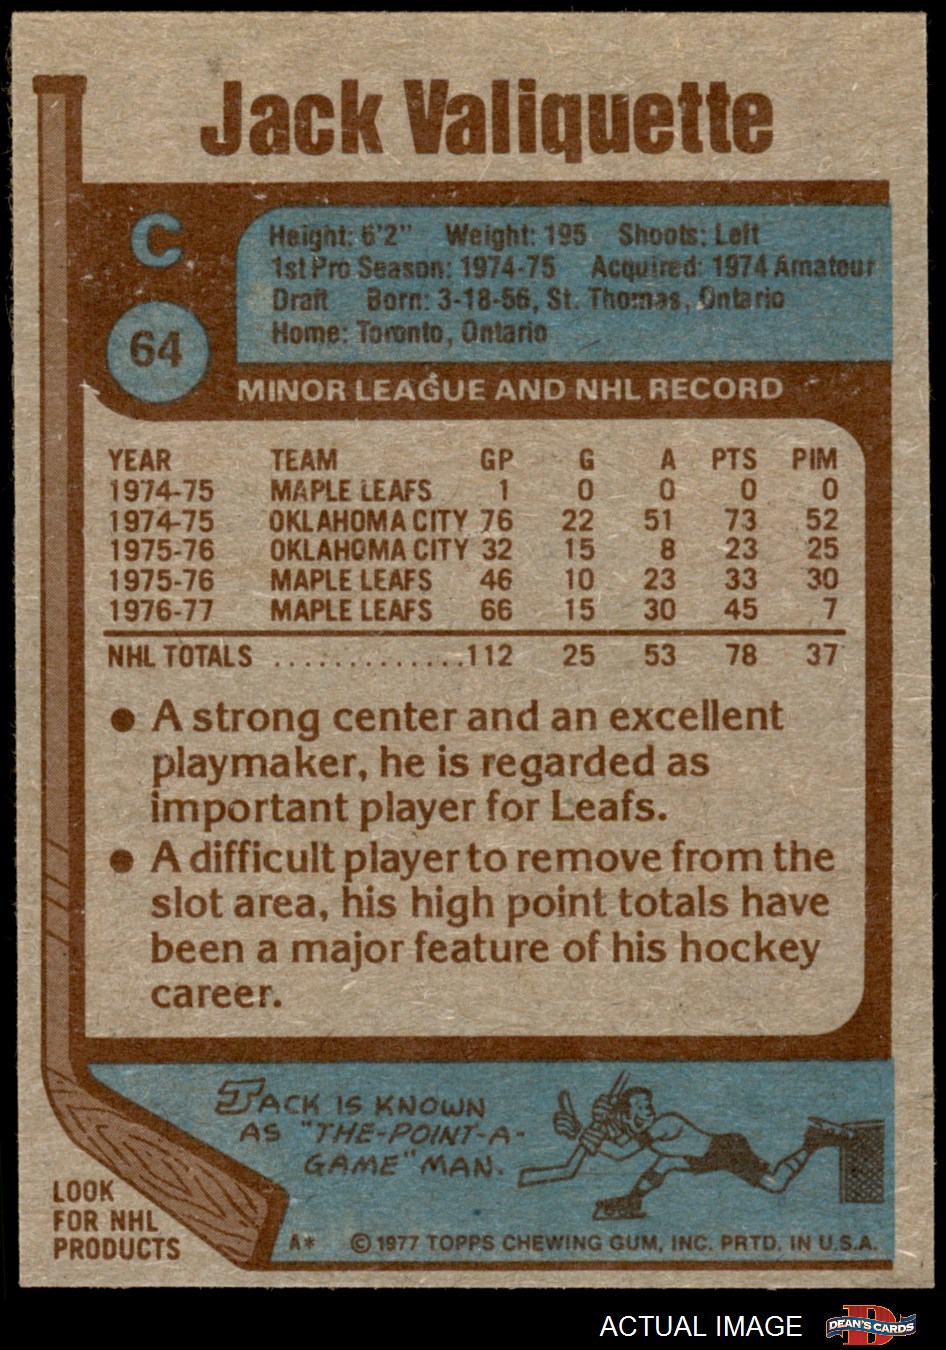 Jack Valiquette
C
Height: 6'2" Weight: 195 Shoots: Left
1st Pro Season: 1974-75 Acquired: 1974 Amateur
Draft Born: 3-18-56, St. Thomas, Ontario
Home: Toronto, Ontario
64
MINOR LEAGUE AND NHL RECORD
YEAR TEAM GP G A PTS PIM
1974-75 MAPLE LEAFS 1 0 0 0 0
1974-75 OKLAHOMA CITY 76 22 51 73 52
1975-76 OKLAHOMA CITY 32 15 8 23 25
1975-76 MAPLE LEAFS 46 10 23 33 30
1976-77 MAPLE LEAFS 66 15 30 45 7
NHL TOTALS .............112 25 53 78 37
● A strong center and an excellent
playmaker, he is regarded as
important player for Leafs.
● A difficult player to remove from the
slot area, his high point totals have
been a major feature of his hockey
career.
JACK IS KNOWN
AS "THE-POINT-A-
GAME" MAN.
LOOK
FOR NHL
PRODUCTS
A* © 1977 TOPPS CHEWING GUM, INC. PRTD. IN U.S.A.
ACTUAL IMAGE
D
DEAN'S CARDS